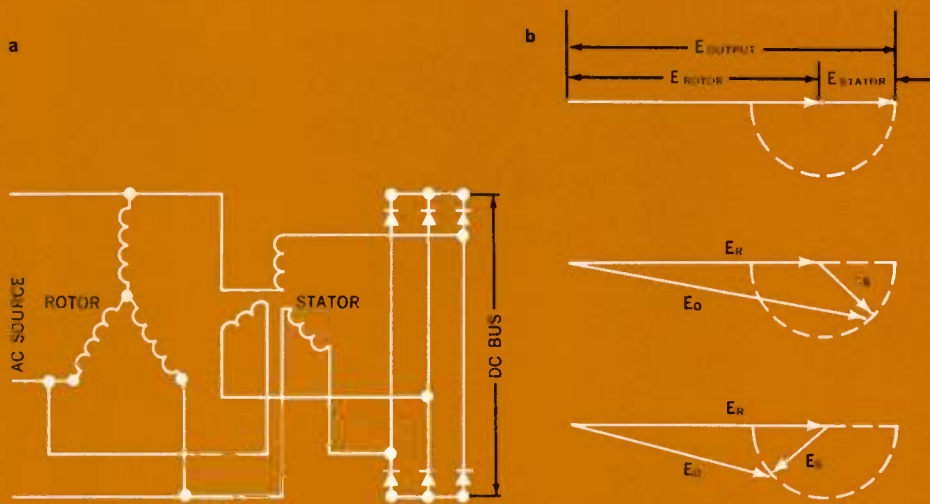 a
AC SOURCE
ROTOR
STATOR
DC BUS
b
E OUTPUT
E ROTOR
E STATOR
E R
E O
E R
E O
E S